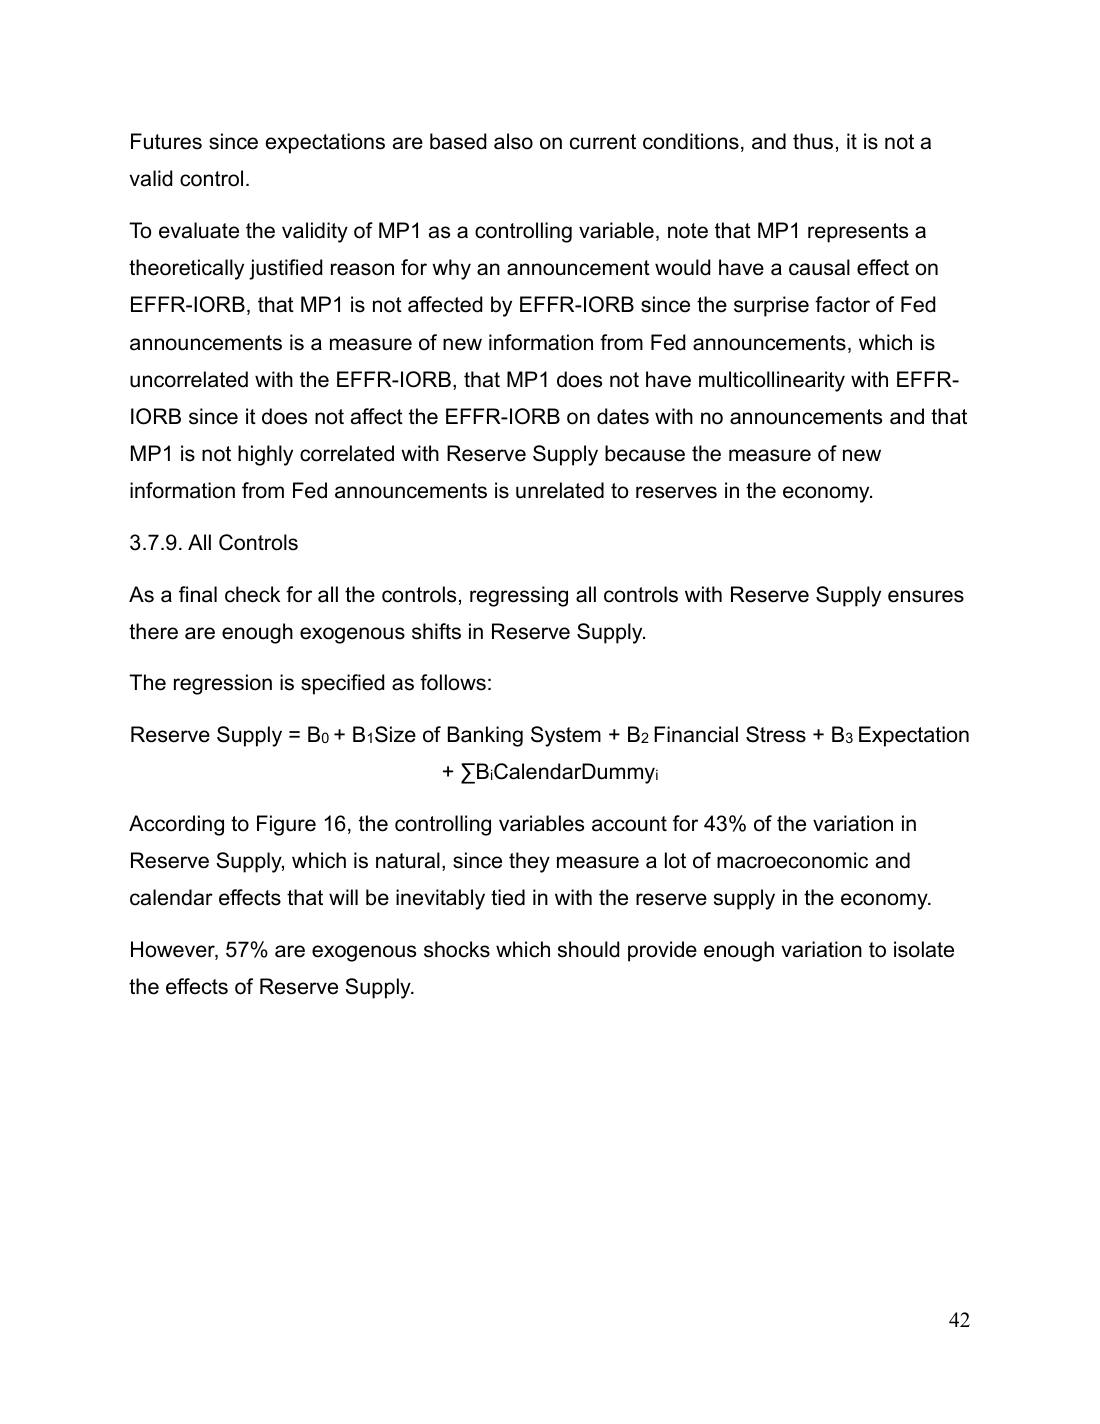 Futures since expectations are based also on current conditions, and thus, it is not a
valid control.
To evaluate the validity of MP1 as a controlling variable, note that MP1 represents a
theoretically justified reason for why an announcement would have a causal effect on
EFFR-IORB, that MP1 is not affected by EFFR-IORB since the surprise factor of Fed
announcements is a measure of new information from Fed announcements, which is
uncorrelated with the EFFR-IORB, that MP1 does not have multicollinearity with EFFR-
IORB since it does not affect the EFFR-IORB on dates with no announcements and that
MP1 is not highly correlated with Reserve Supply because the measure of new
information from Fed announcements is unrelated to reserves in the economy.
3.7.9. All Controls
As a final check for all the controls, regressing all controls with Reserve Supply ensures
there are enough exogenous shifts in Reserve Supply.
The regression is specified as follows:
Reserve Supply = B₀ + B₁Size of Banking System + B₂ Financial Stress + B₃ Expectation
+ ∑BᵢCalendarDummyᵢ
According to Figure 16, the controlling variables account for 43% of the variation in
Reserve Supply, which is natural, since they measure a lot of macroeconomic and
calendar effects that will be inevitably tied in with the reserve supply in the economy.
However, 57% are exogenous shocks which should provide enough variation to isolate
the effects of Reserve Supply.
42